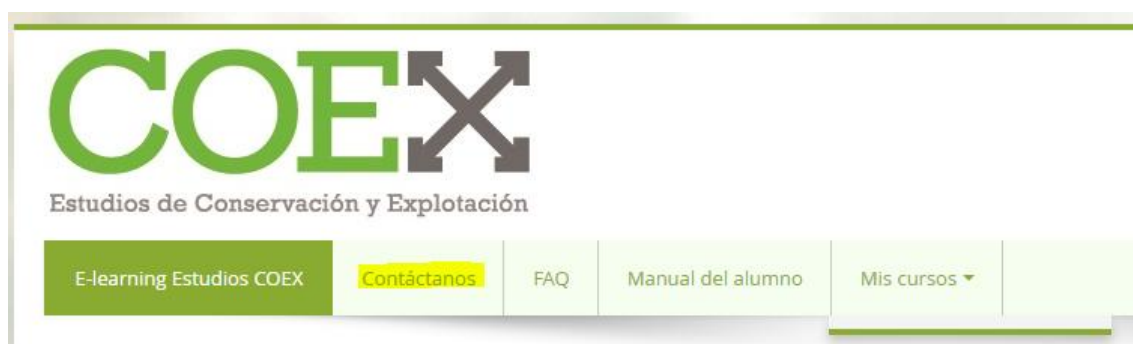 COEX
Estudios de Conservación y Explotación
E-learning Estudios COEX Contáctanos FAQ Manual del alumno Mis cursos